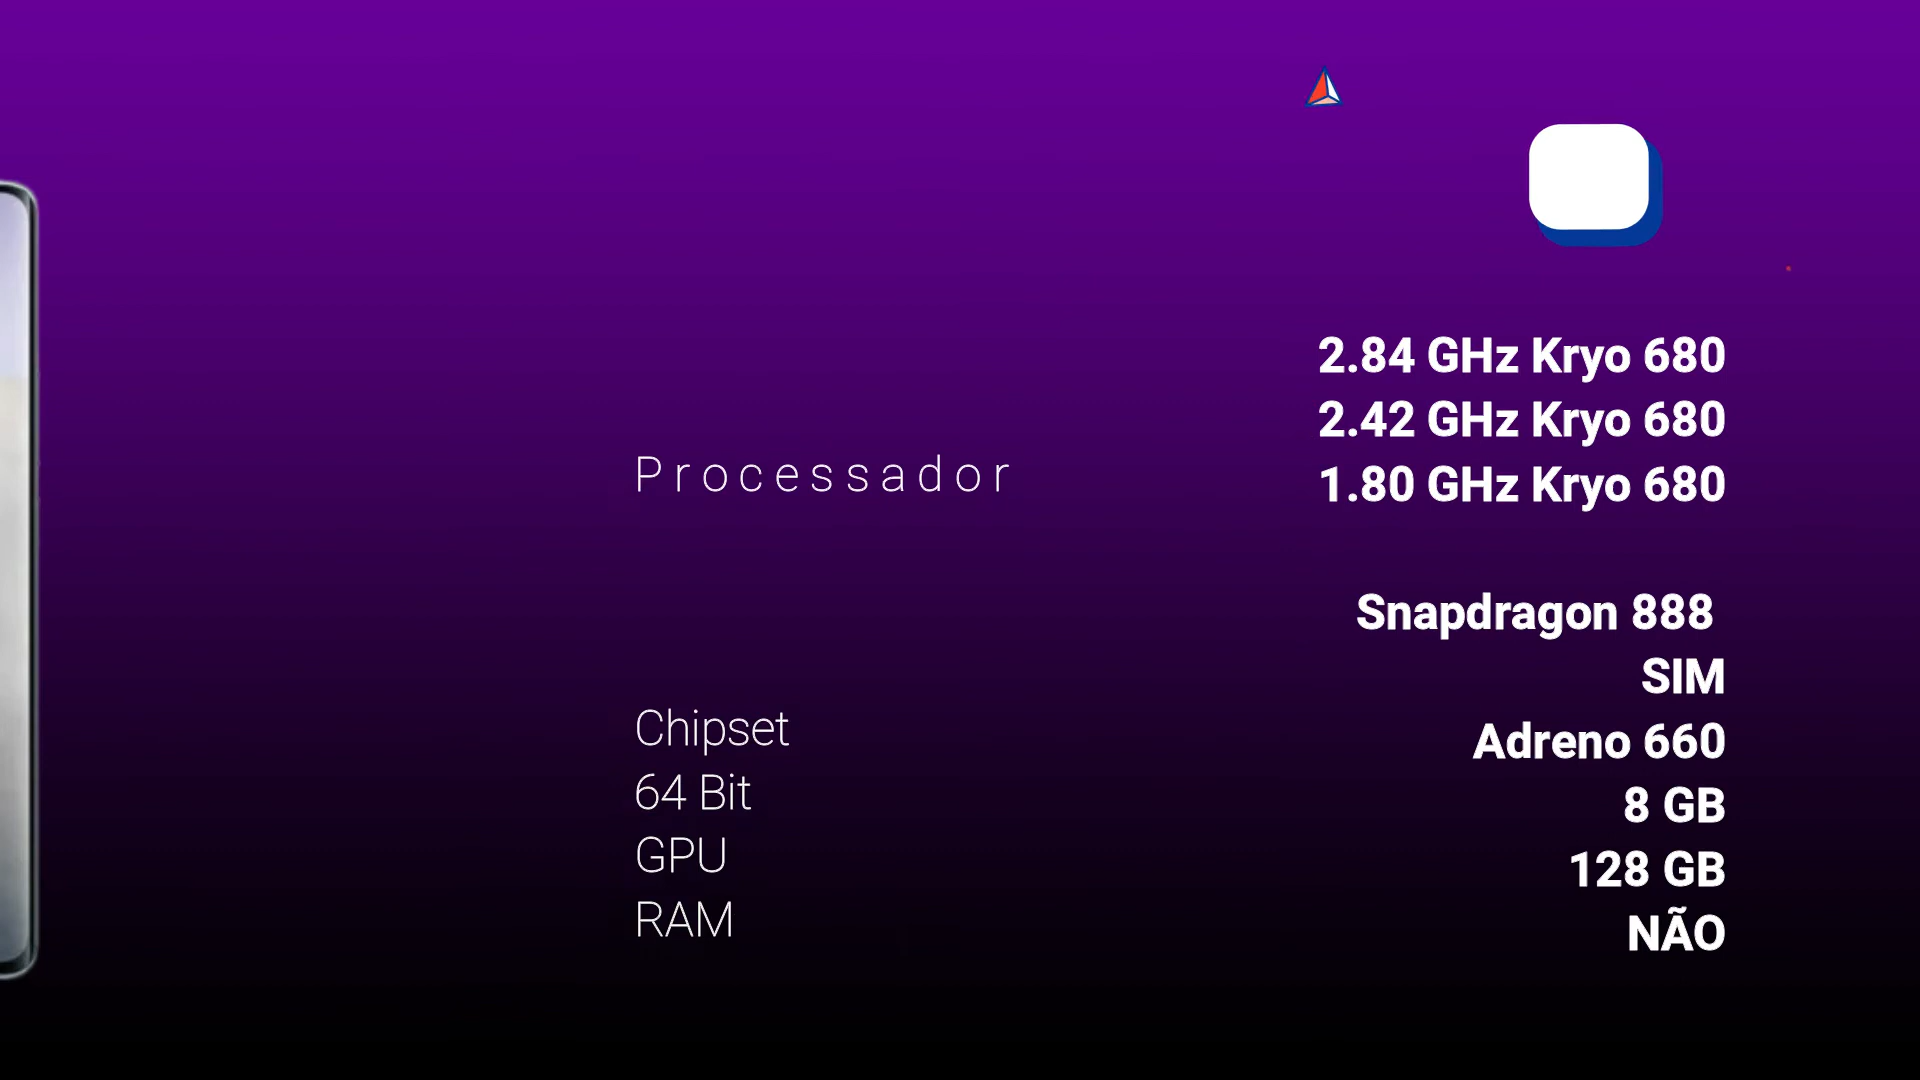 2.84 GHz Kryo 680
2.42 GHz Kryo 680
Processador
1.80 GHz Kryo 680
Snapdragon 888
SIM
Chipset
Adreno 660
64 Bit
8 GB
GPU
128 GB
RAM
NÃO